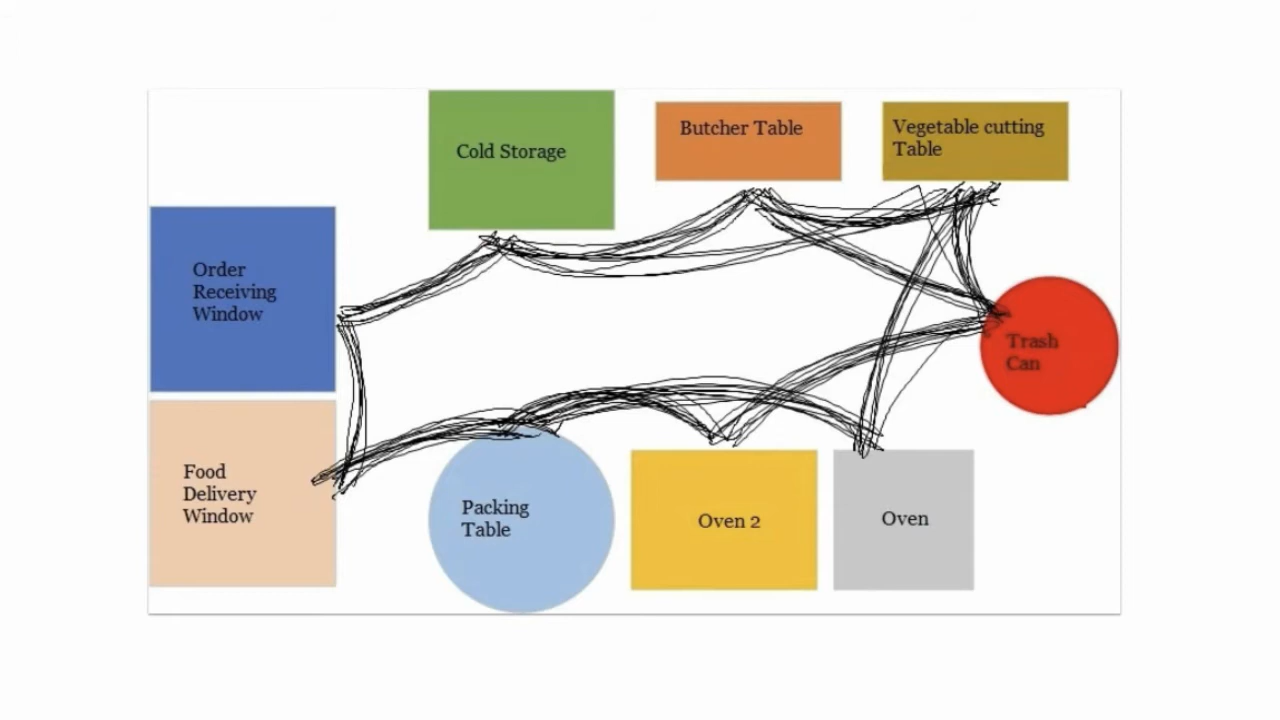 Cold Storage
Butcher Table
Vegetable cutting
Table
Order
Receiving
Window
Trash
Can
Food
Delivery
Window
Packing
Table
Oven 2
Oven